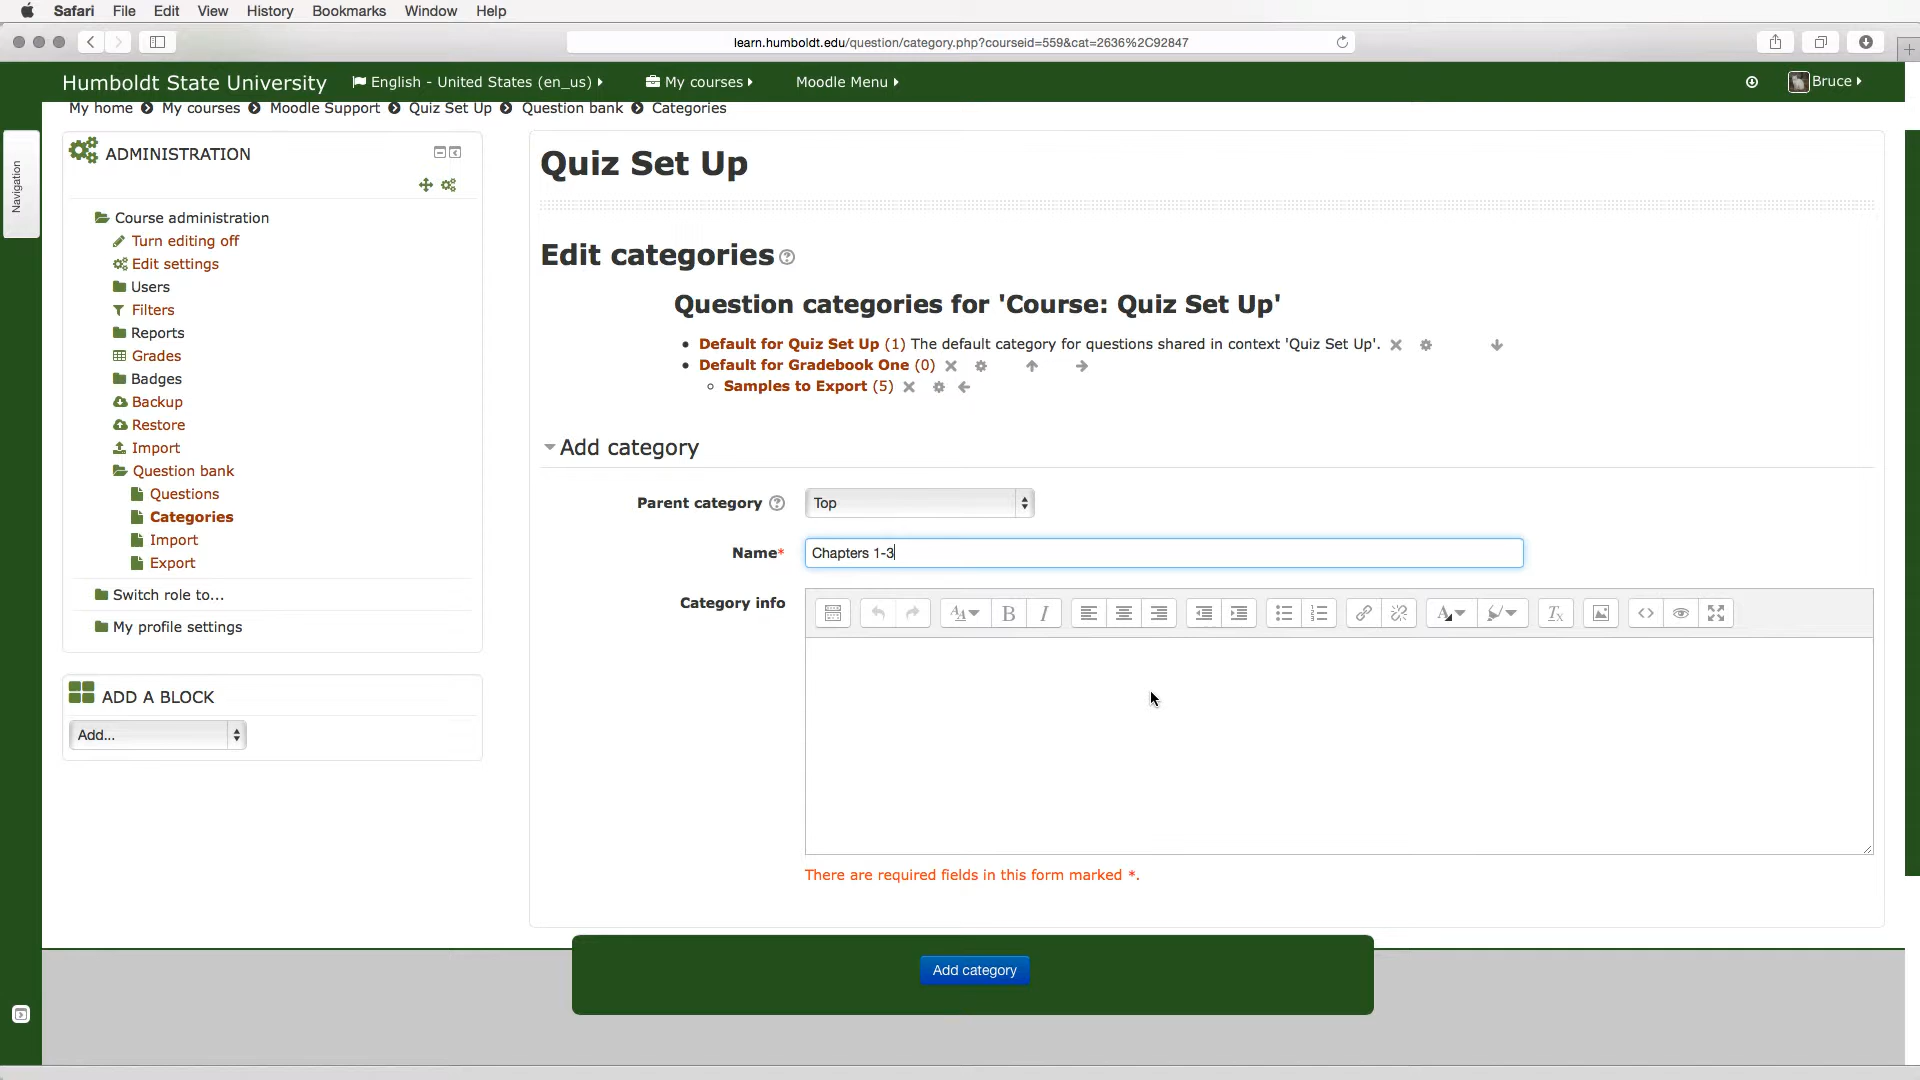 Safari File Edit View History Bookmarks Window Help
learn.humboldt.edu/question/category.php?courseid=559&cat=2636%2C92847
Humboldt State University English - United States (en_us) My courses Moodle Menu Bruce
My home My courses Moodle Support Quiz Set Up Question bank Categories
Navigation
ADMINISTRATION
Course administration
Turn editing off
Edit settings
Users
Filters
Reports
Grades
Badges
Backup
Restore
Import
Question bank
Questions
Categories
Import
Export
Switch role to...
My profile settings
ADD A BLOCK
Add...
Quiz Set Up
Edit categories
Question categories for 'Course: Quiz Set Up'
Default for Quiz Set Up (1) The default category for questions shared in context 'Quiz Set Up'.
Default for Gradebook One (0)
Samples to Export (5)
Add category
Parent category Top
Name* Chapters 1-3
Category info
There are required fields in this form marked *.
Add category